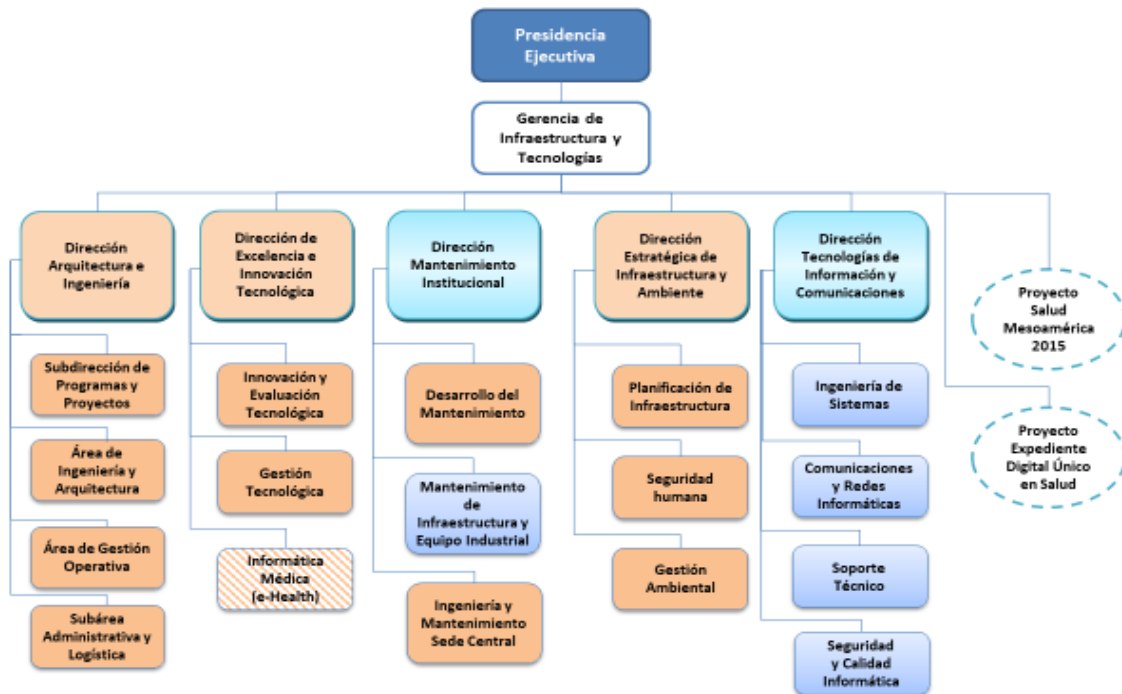 Presidencia
Ejecutiva
Gerencia de
Infraestructura y
Tecnologías
Dirección
Arquitectura e
Ingeniería
Dirección de
Excelencia e
Innovación
Tecnológica
Dirección
Mantenimiento
Institucional
Dirección
Estratégica de
Infraestructura y
Ambiente
Dirección
Tecnologías de
Información y
Comunicaciones
Proyecto
Salud
Mesoamérica
2015
Subdirección de
Programas y
Proyectos
Innovación y
Evaluación
Tecnológica
Desarrollo del
Mantenimiento
Planificación de
Infraestructura
Ingeniería de
Sistemas
Proyecto
Expediente
Digital Único
en Salud
Área de
Ingeniería y
Arquitectura
Gestión
Tecnológica
Mantenimiento
de
Infraestructura y
Equipo Industrial
Seguridad
humana
Comunicaciones
y Redes
Informáticas
Área de Gestión
Operativa
Informática
Médica
(e-Health)
Ingeniería y
Mantenimiento
Sede Central
Gestión
Ambiental
Soporte
Técnico
Subárea
Administrativa y
Logística
Seguridad
y Calidad
Informática